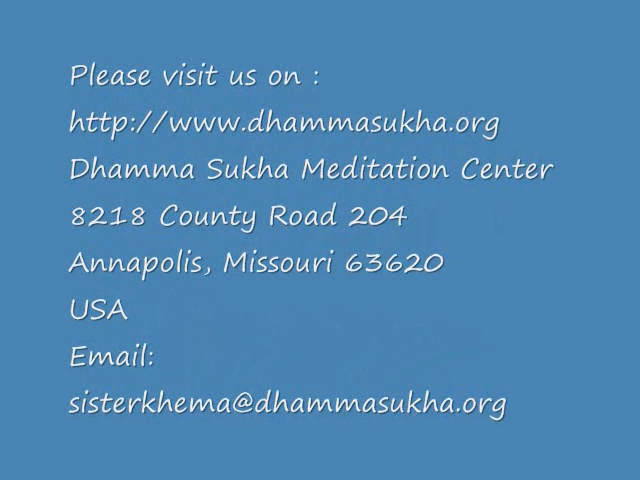 Please visit us on :
http://www.dhammasukha.org
Dhamma Sukha Meditation Center
8218 County Road 204
Annapolis, Missouri 63620
USA
Email:
sisterkhema@dhammasukha.org